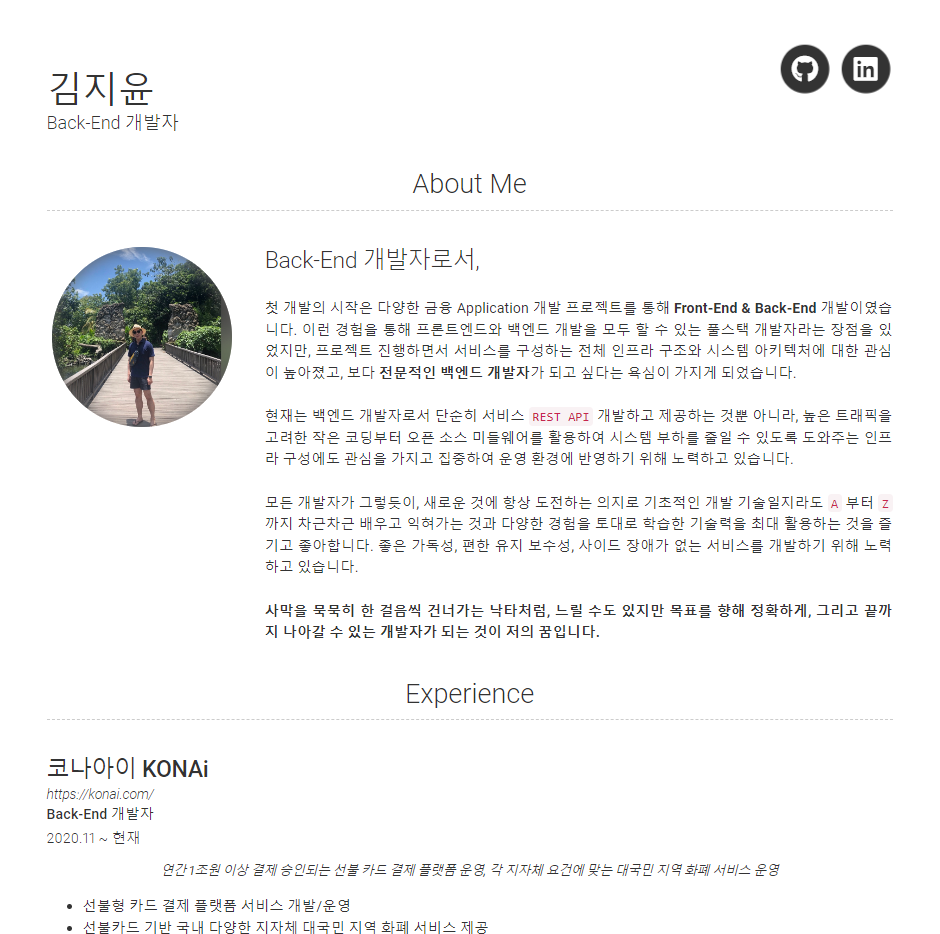 김지윤
Back-End 개발자
About Me
Back-End 개발자로서,
첫 개발의 시작은 다양한 금융 Application 개발 프로젝트를 통해 Front-End & Back-End 개발이였습
니다. 이런 경험을 통해 프론트엔드와 백엔드 개발을 모두 할 수 있는 풀스택 개발자라는 장점을 있
었지만, 프로젝트 진행하면서 서비스를 구성하는 전체 인프라 구조와 시스템 아키텍처에 대한 관심
이 높아졌고, 보다 전문적인 백엔드 개발자가 되고 싶다는 욕심이 가지게 되었습니다.
현재는 백엔드 개발자로서 단순히 서비스 REST API 개발하고 제공하는 것뿐 아니라, 높은 트래픽을
고려한 작은 코딩부터 오픈 소스 미들웨어를 활용하여 시스템 부하를 줄일 수 있도록 도와주는 인프
라 구성에도 관심을 가지고 집중하여 운영 환경에 반영하기 위해 노력하고 있습니다.
모든 개발자가 그렇듯이, 새로운 것에 항상 도전하는 의지로 기초적인 개발 기술일지라도 A 부터 Z
까지 차근차근 배우고 익혀가는 것과 다양한 경험을 토대로 학습한 기술력을 최대 활용하는 것을 즐
기고 좋아합니다. 좋은 가독성, 편한 유지 보수성, 사이드 장애가 없는 서비스를 개발하기 위해 노력
하고 있습니다.
사막을 묵묵히 한 걸음씩 건너가는 낙타처럼, 느릴 수도 있지만 목표를 향해 정확하게, 그리고 끝까
지 나아갈 수 있는 개발자가 되는 것이 저의 꿈입니다.
Experience
코나아이 KONAi
https://konai.com/
Back-End 개발자
2020.11 ~ 현재
연간 1조원 이상 결제 승인되는 선불 카드 결제 플랫폼 운영, 각 지자체 요건에 맞는 대국민 지역 화폐 서비스 운영
• 선불형 카드 결제 플랫폼 서비스 개발/운영
• 선불카드 기반 국내 다양한 지자체 대국민 지역 화폐 서비스 제공